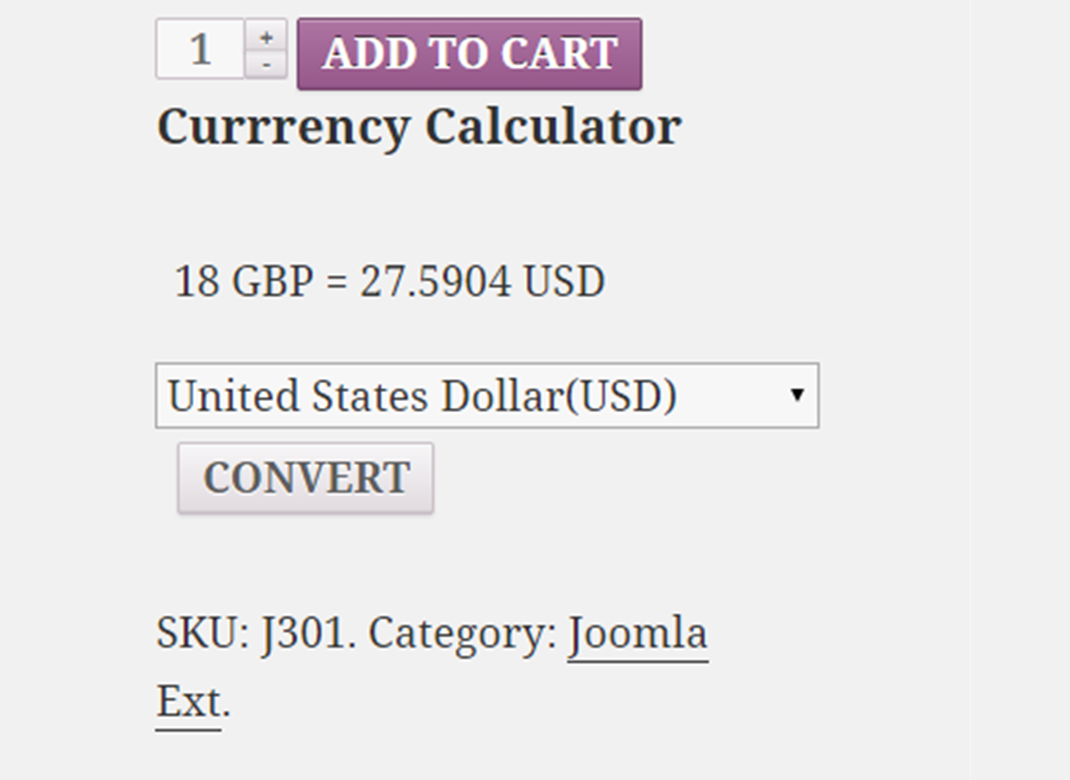 1 + - ADD TO CART
Currrency Calculator
18 GBP = 27.5904 USD
United States Dollar(USD)
CONVERT
SKU: J301. Category: Joomla
Ext.